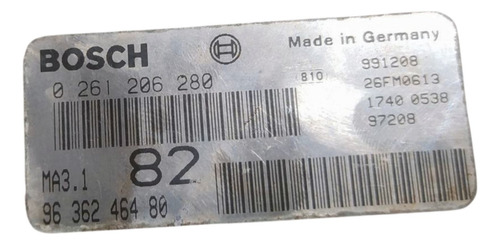 BOSCH
Made in Germany
0 261 206 280
810
991208
26FM0613
1740 0538
97208
MA3.1
82
96 362 464 80